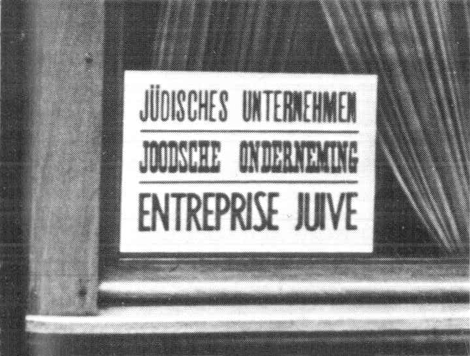 JÜDISCHES UNTERNEHMEN
JOODSCHE ONDERNEMING
ENTREPRISE JUIVE